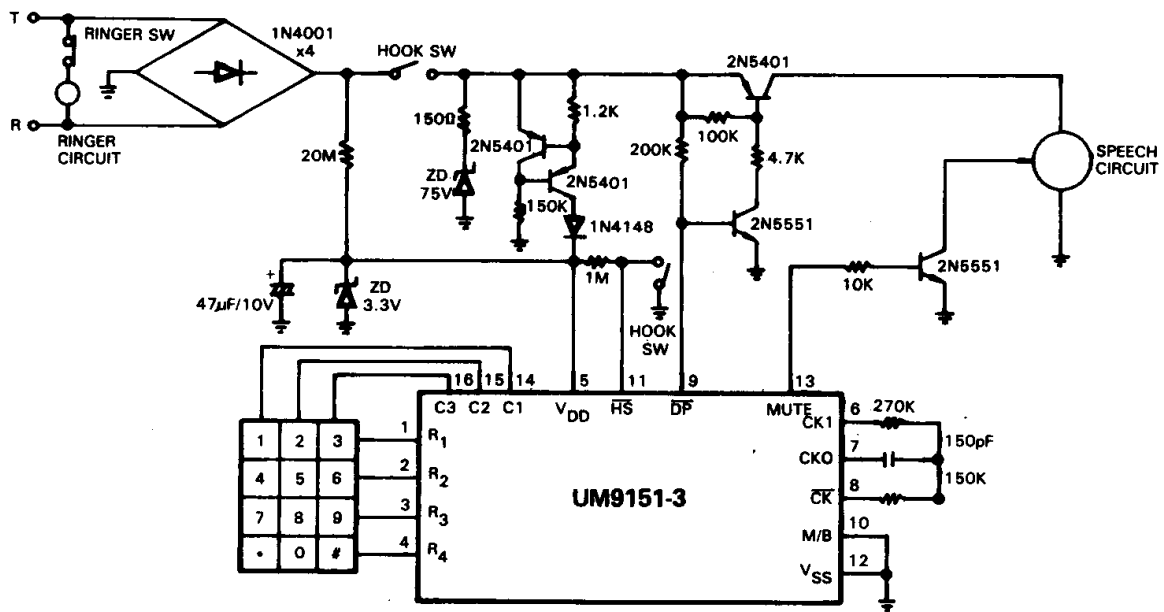 T
RINGER SW
1N4001
x4
HOOK SW
2N5401
R
RINGER
CIRCUIT
20M
150Ω
1.2K
2N5401
ZD
75V
2N5401
150K
1N4148
200K
100K
4.7K
2N5551
SPEECH
CIRCUIT
+
47µF/10V
ZD
3.3V
1M
HOOK
SW
10K
2N5551
16 15 14 5 11 9 13
C3 C2 C1 VDD H̅S̅ D̅P̅ MUTE
1 2 3
4 5 6
7 8 9
• 0 #
1 R1
2 R2
3 R3
4 R4
UM9151-3
C̅K̅1 6 270K
CKO 7 150pF
C̅K̅ 8 150K
M/B 10
VSS 12